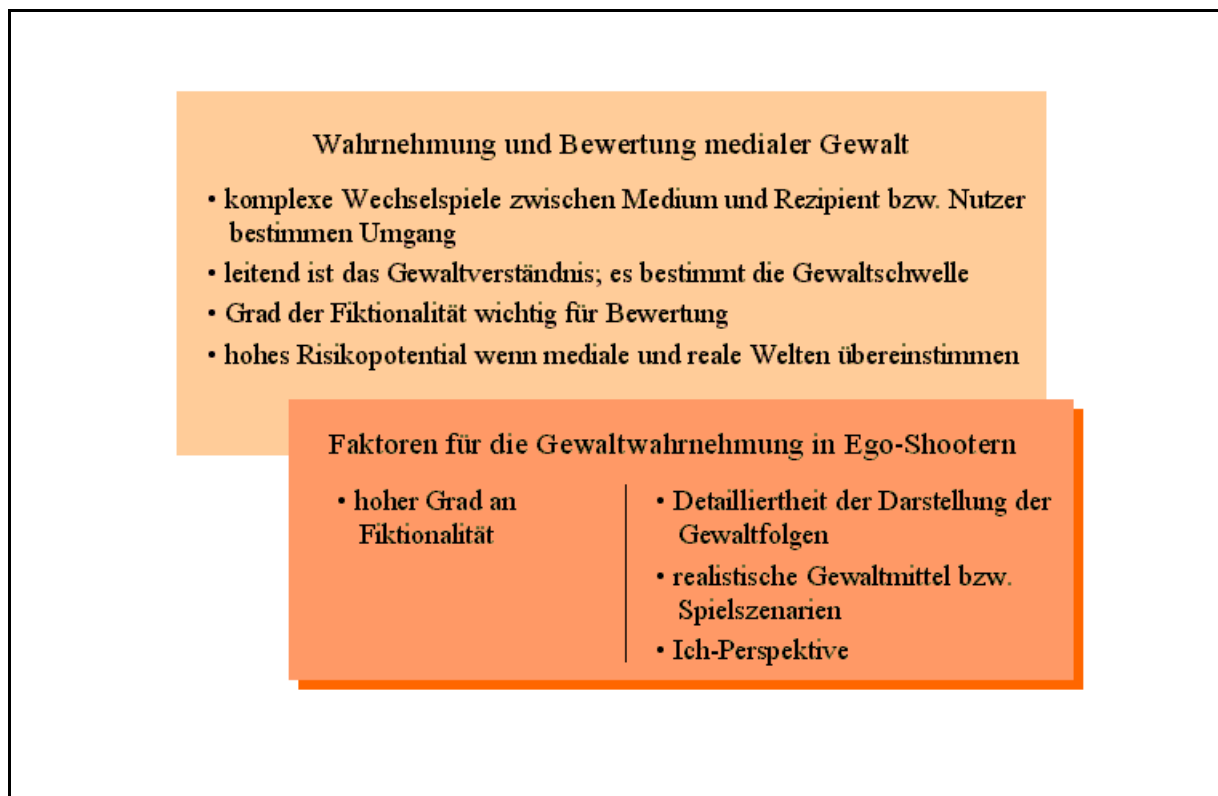 Wahrnehmung und Bewertung medialer Gewalt
• komplexe Wechselspiele zwischen Medium und Rezipient bzw. Nutzer
bestimmen Umgang
• leitend ist das Gewaltverständnis; es bestimmt die Gewaltschwelle
• Grad der Fiktionalität wichtig für Bewertung
• hohes Risikopotential wenn mediale und reale Welten übereinstimmen
Faktoren für die Gewaltwahrnehmung in Ego-Shootern
• hoher Grad an
Fiktionalität
• Detailliertheit der Darstellung der
Gewaltfolgen
• realistische Gewaltmittel bzw.
Spielszenarien
• Ich-Perspektive